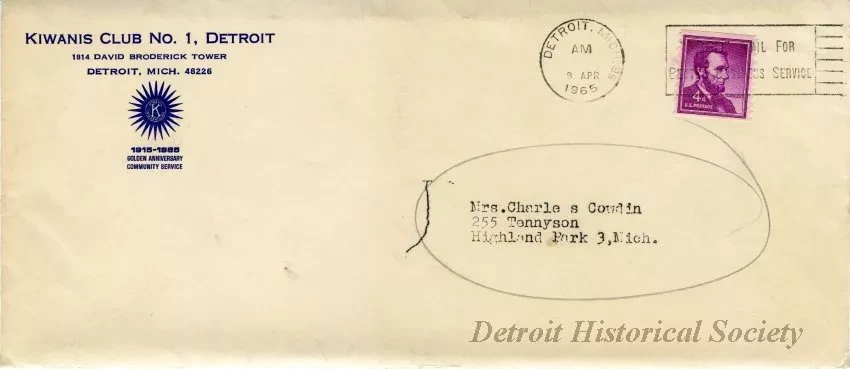 KIWANIS CLUB NO. 1, DETROIT
1814 DAVID BRODERICK TOWER
DETROIT, MICH. 48226
1915-1965
GOLDEN ANNIVERSARY
COMMUNITY SERVICE
DETROIT, MICH.
AM
9 APR
1965
FOR
SERVICE
4¢
U.S. POSTAGE
Mrs.Charle s Cowdin
255 Tennyson
Highland Park 3,Mich.
Detroit Historical Society